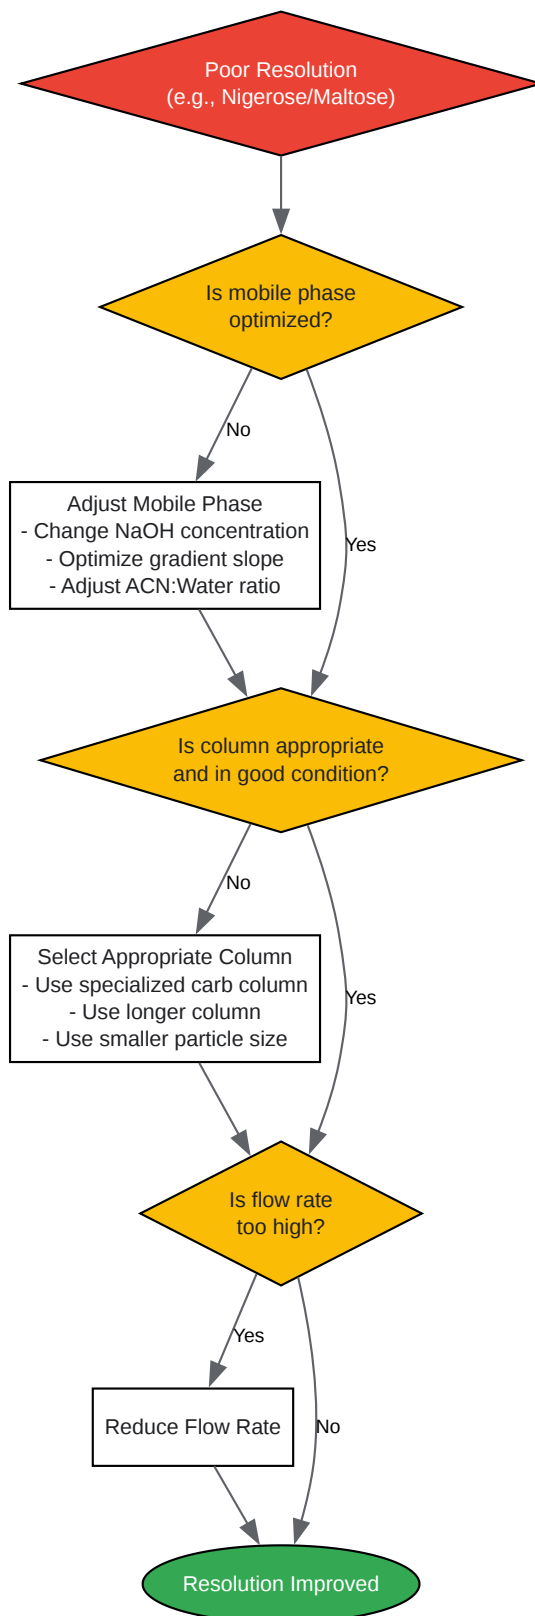 Poor Resolution
(e.g., Nigerose/Maltose)
Is mobile phase
optimized?
No
Yes
Adjust Mobile Phase
- Change NaOH concentration
- Optimize gradient slope
- Adjust ACN:Water ratio
Is column appropriate
and in good condition?
No
Yes
Select Appropriate Column
- Use specialized carb column
- Use longer column
- Use smaller particle size
Is flow rate
too high?
Yes
No
Reduce Flow Rate
Resolution Improved